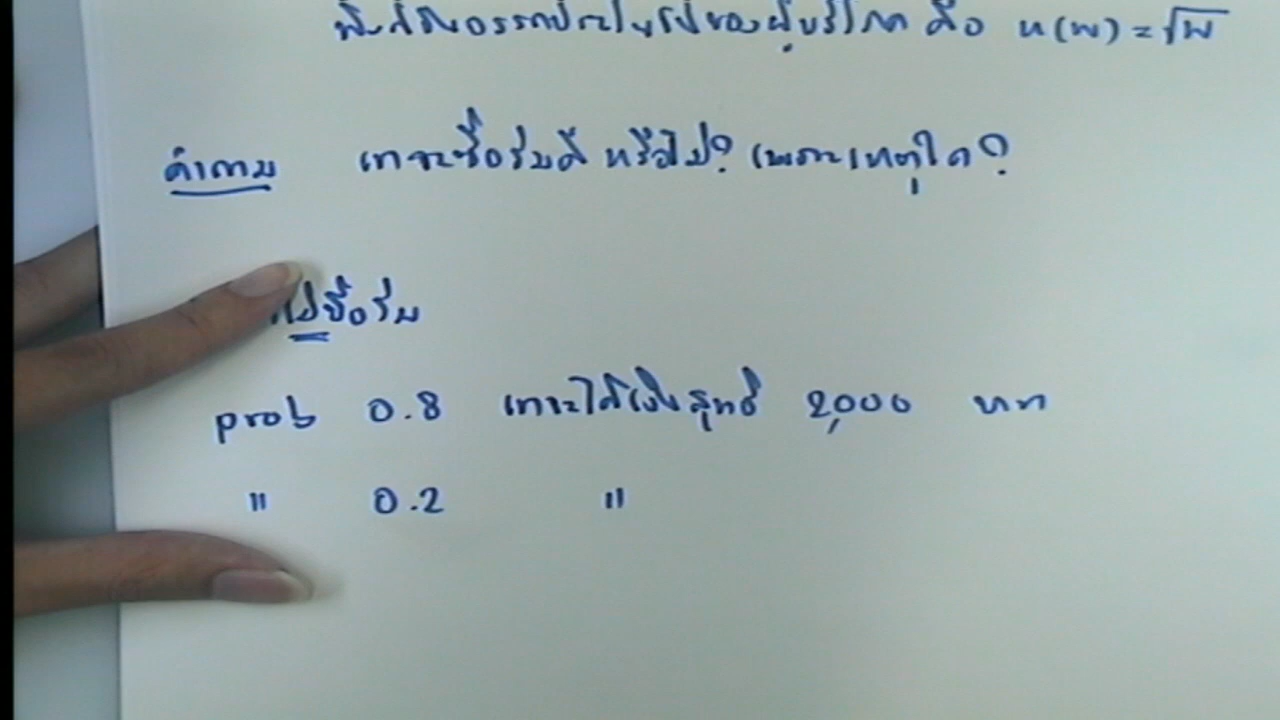 ฟังก์ชันอรรถประโยชน์ของผู้บริโภค คือ u(w) = √w
คำถาม เขาจะซื้อร่มดี หรือไม่? เพราะเหตุใด?
ไม่ซื้อร่ม
prob 0.8 เขาจะได้เงินสุทธิ 2,000 บาท
" 0.2 "